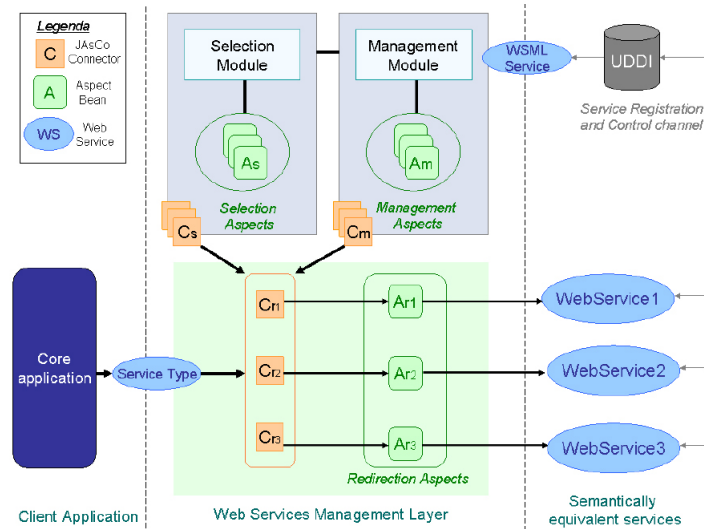 Legenda
C
JAsCo
Connector
A
Aspect
Bean
WS
Web
Service
Selection
Module
Management
Module
WSML
Service
UDDI
Service Registration
and Control channel
As
Am
Selection
Aspects
Management
Aspects
Cs
Cm
Core
application
Service Type
Cr1
Ar1
WebService1
Cr2
Ar2
WebService2
Cr3
Ar3
WebService3
Redirection Aspects
Client Application
Web Services Management Layer
Semantically
equivalent services